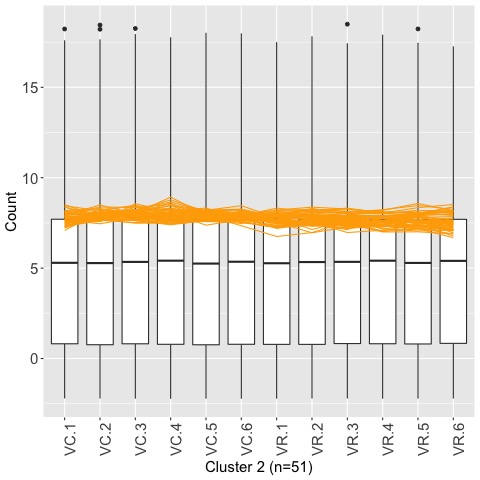 Count
15
10
5
0
VC.1
VC.2
VC.3
VC.4
VC.5
VC.6
VR.1
VR.2
VR.3
VR.4
VR.5
VR.6
Cluster 2 (n=51)